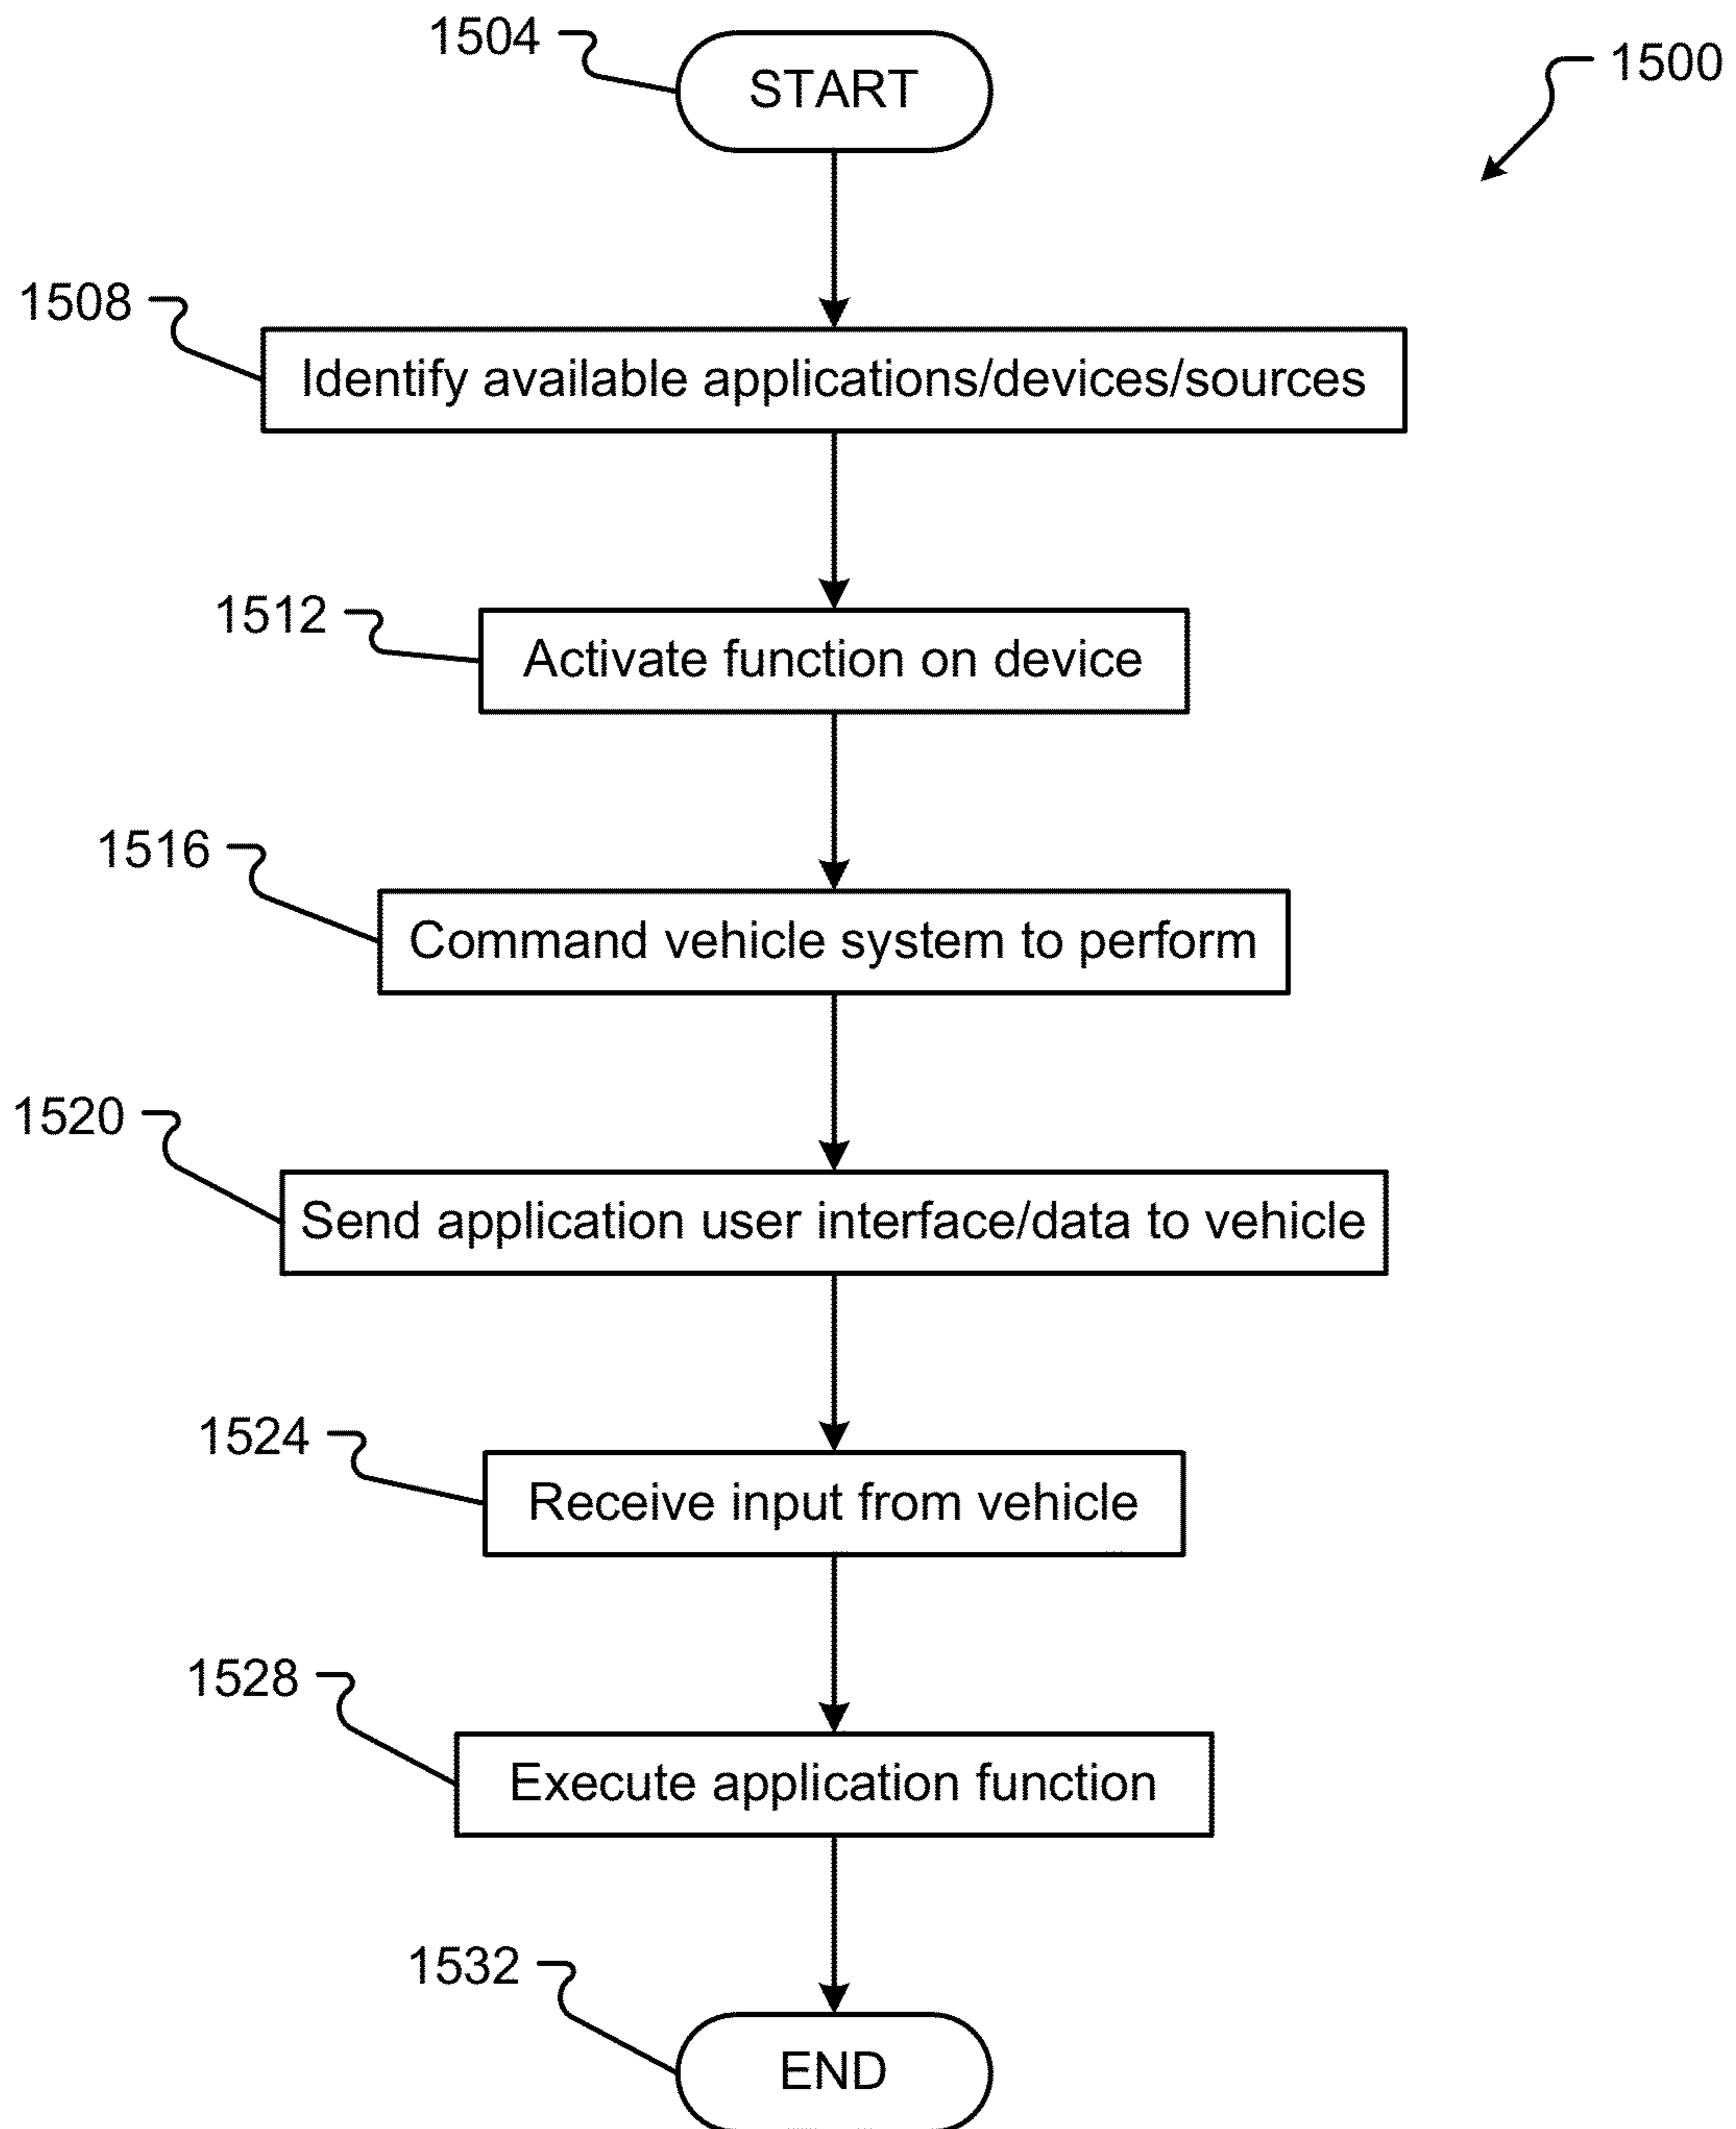 1504
START
1500
1508
Identify available applications/devices/sources
1512
Activate function on device
1516
Command vehicle system to perform
1520
Send application user interface/data to vehicle
1524
Receive input from vehicle
1528
Execute application function
1532
END